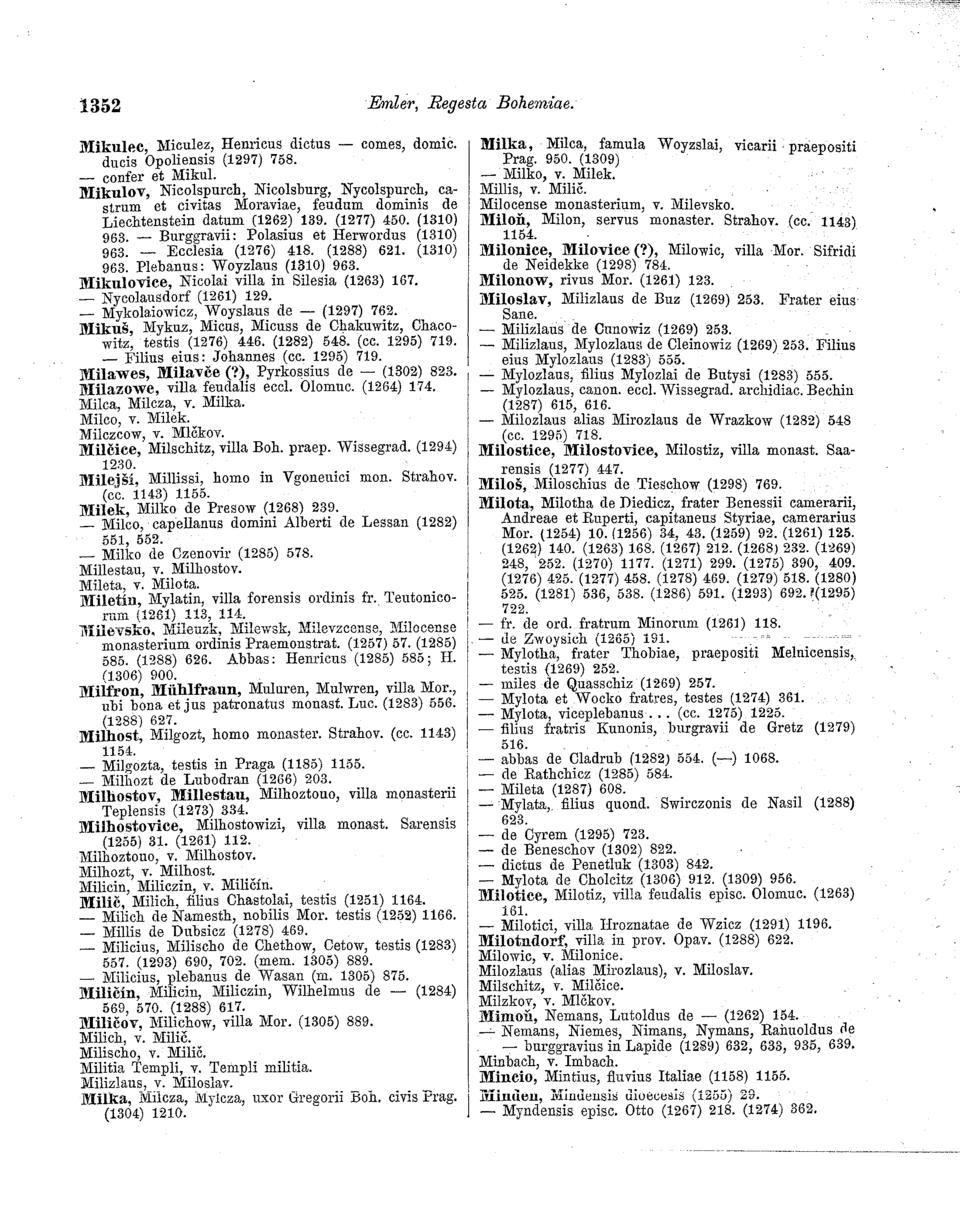 1352
Emler, Regesta Bohemiae.
Mikulec, Miculez, Henricus dictus — comes, domic.
ducis Opoliensis (1297) 758.
— confer et Mikul.
Mikulov, Nicolspurch, Nicolsburg, Nycolspurch, ca-
strum et civitas Moraviae, feudum dominis de
Liechtenstein datum (1262) 139. (1277) 450. (1310)
963. — Burggravii: Polasius et Herwordus (1310)
963. — Ecclesia (1276) 418. (1288) 621. (1310)
963. Plebanus: Woyzlaus (1310) 963.
Mikulovice, Nicolai villa in Silesia (1263) 167.
— Nycolausdorf (1261) 129.
— Mykolaiowicz, Woyslaus de — (1297) 762.
Mikuš, Mykuz, Micus, Micuss de Chakuwitz, Chaco-
witz, testis (1276) 446. (1282) 548. (cc. 1295) 719.
— Filius eius: Johannes (cc. 1295) 719.
Milawes, Milavče (?), Pyrkossius de — (1302) 823.
Milazowe, villa feudalis eccl. Olomuc. (1264) 174.
Milca, Milcza, v. Milka.
Milco, v. Milek.
Milczcow, v. Mlčkov.
Milčice, Milschitz, villa Boh. praep. Wissegrad. (1294)
1230.
Milejší, Millissi, homo in Vgoneuici mon. Strahov.
(cc. 1143) 1155.
Milek, Milko de Presow (1268) 239.
— Milco, capellanus domini Alberti de Lessan (1282)
551, 552.
— Milko de Czenovir (1285) 578.
Millestau, v. Milhostov.
Mileta, v. Milota.
Miletín, Mylatin, villa forensis ordinis fr. Teutonico-
rum (1261) 113, 114.
Milevsko, Mileuzk, Milewsk, Milevzcense, Milocense
monasterium ordinis Praemonstrat. (1257) 57. (1285)
585. (1288) 626. Abbas: Henricus (1285) 585; H.
(1306) 900.
Milfron, Mühlfraun, Muluren, Mulwren, villa Mor.,
ubi bona et jus patronatus monast. Luc. (1283) 556.
(1288) 627.
Milhost, Milgozt, homo monaster. Strahov. (cc. 1143)
1154.
— Milgozta, testis in Praga (1185) 1155.
— Milhozt de Lubodran (1266) 203.
Milhostov, Millestau, Milhoztouo, villa monasterii
Teplensis (1273) 334.
Milhostovice, Milhostowizi, villa monast. Sarensis
(1255) 31. (1261) 112.
Milhoztouo, v. Milhostov.
Milhozt, v. Milhost.
Milicin, Miliczin, v. Miličín.
Milič, Milich, filius Chastolai, testis (1251) 1164.
— Milich de Namesth, nobilis Mor. testis (1252) 1166.
— Millis de Dubsicz (1278) 469.
— Milicius, Milischo de Chethow, Cetow, testis (1283)
557. (1293) 690, 702. (mem. 1305) 889.
— Milicius, plebanus de Wasan (m. 1305) 875.
Miličín, Milicin, Miliczin, Wilhelmus de — (1284)
569, 570. (1288) 617.
Miličov, Milichow, villa Mor. (1305) 889.
Milich, v. Milič.
Milischo, v. Milič.
Militia Templi, v. Templi militia.
Milizlaus, v. Miloslav.
Milka, Milcza, Mylcza, uxor Gregorii Boh. civis Prag.
(1304) 1210.
Milka, Milca, famula Woyzslai, vicarii praepositi
Prag. 950. (1309)
— Milko, v. Milek.
Millis, v. Milič.
Milocense monasterium, v. Milevsko.
Miloň, Milon, servus monaster. Strahov. (cc. 1143)
1154.
Milonice, Milovice (?), Milowic, villa Mor. Sifridi
de Neidekke (1298) 784.
Milonow, rivus Mor. (1261) 123.
Miloslav, Milizlaus de Buz (1269) 253. Frater eius
Sane.
— Milizlaus de Cunowiz (1269) 253.
— Milizlaus, Mylozlaus de Cleinowiz (1269) 253. Filius
eius Mylozlaus (1283) 555.
— Mylozlaus, filius Mylozlai de Butysi (1283) 555.
— Mylozlaus, canon. eccl. Wissegrad. archidiac. Bechin
(1287) 615, 616.
— Milozlaus alias Mirozlaus de Wrazkow (1282) 548
(cc. 1295) 718.
Milostice, Milostovice, Milostiz, villa monast. Saa-
rensis (1277) 447.
Miloš, Miloschius de Tieschow (1298) 769.
Milota, Milotha de Diedicz, frater Benessii camerarii,
Andreae et Ruperti, capitaneus Styriae, camerarius
Mor. (1254) 10. (1256) 34, 43. (1259) 92. (1261) 125.
(1262) 140. (1263) 168. (1267) 212. (1268) 232. (1269)
248, 252. (1270) 1177. (1271) 299. (1275) 390, 409.
(1276) 425. (1277) 458. (1278) 469. (1279) 518. (1280)
525. (1281) 536, 538. (1286) 591. (1293) 692. ?(1295)
722.
— fr. de ord. fratrum Minorum (1261) 118.
— de Zwoysich (1265) 191.
— Mylotha, frater Thobiae, praepositi Melnicensis,
testis (1269) 252.
— miles de Quasschiz (1269) 257.
— Mylota et Wocko fratres, testes (1274) 361.
— Mylota, viceplebanus . . . (cc. 1275) 1225.
— filius fratris Kunonis, burgravii de Gretz (1279)
516.
— abbas de Cladrub (1282) 554. (—) 1068.
— de Rathchicz (1285) 584.
— Mileta (1287) 608.
— Mylata, filius quond. Swirczonis de Nasil (1288)
623.
— de Cyrem (1295) 723.
— de Beneschov (1302) 822.
— dictus de Penetluk (1303) 842.
— Mylota de Cholcitz (1306) 912. (1309) 956.
Milotice, Milotiz, villa feudalis episc. Olomuc. (1263)
161.
— Milotici, villa Hroznatae de Wzicz (1291) 1196.
Milotndorf, villa in prov. Opav. (1288) 622.
Milowic, v. Milonice.
Milozlaus (alias Mirozlaus), v. Miloslav.
Milschitz, v. Milčice.
Milzkov, v. Mlčkov.
Mimoň, Nemans, Lutoldus de — (1262) 154.
— Nemans, Niemes, Nimans, Nymans, Ranuoldus de
— burggravius in Lapide (1289) 632, 633, 935, 639.
Minbach, v. Imbach.
Mincio, Mintius, fluvius Italiae (1158) 1155.
Minden, Mindensis dioecesis (1255) 29.
— Myndensis episc. Otto (1267) 218. (1274) 362.